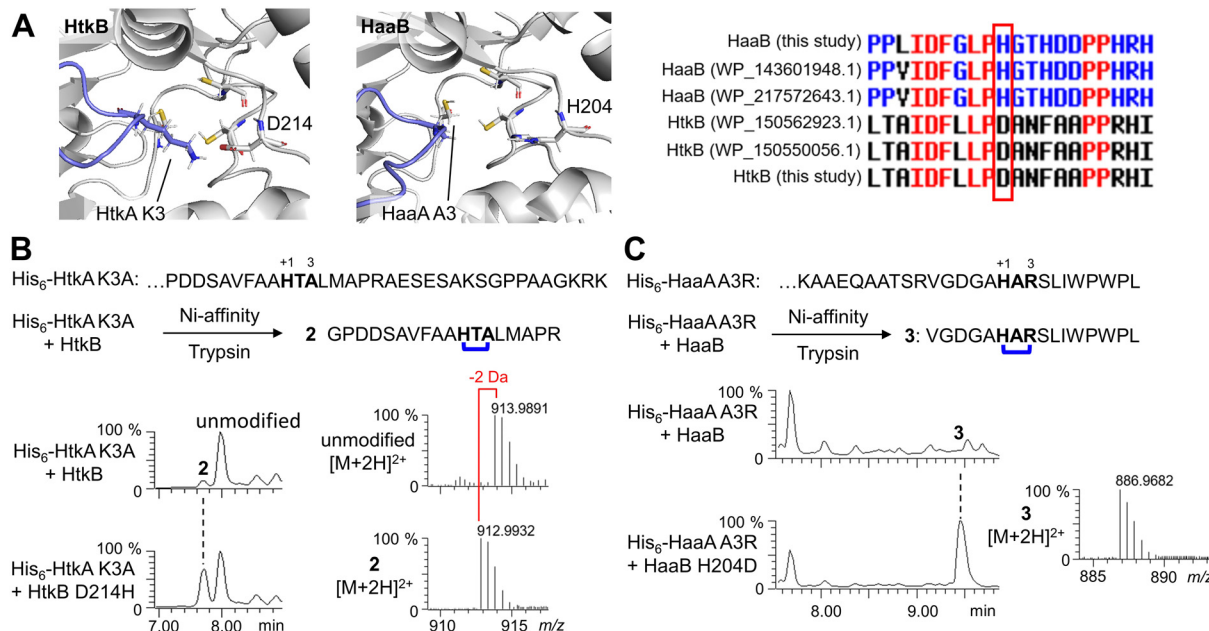 A
HtkB
D214
HtkA K3
HaaB
H204
HaaA A3
HaaB (this study) PPLIDFGLPHGTHDDPPHRH
HaaB (WP_143601948.1) PPVIDFGLPHGTHDDPPHRH
HaaB (WP_217572643.1) PPVIDFGLPHGTHDDPPHRH
HtkB (WP_150562923.1) LTAIDFLLPDANFAAPPRHI
HtkB (WP_150550056.1) LTAIDFLLPDANFAAPPRHI
HtkB (this study) LTAIDFLLPDANFAAPPRHI
B
+1 3
His6-HtkA K3A: ...PDDSAVFAAHTALMAPRAESESAKSGPPAAGKRK
His6-HtkA K3A
+ HtkB
Ni-affinity
Trypsin
2 GPDDSAVFAAHTALMAPR
-2 Da
His6-HtkA K3A
+ HtkB
100 %
0
2
unmodified
unmodified
[M+2H]2+
100 %
0
913.9891
His6-HtkA K3A
+ HtkB D214H
100 %
0
7.00 8.00 min
2
[M+2H]2+
100 %
0
912.9932
910 915 m/z
C
+1 3
His6-HaaA A3R: ...KAAEQAATSRVGDGAHARSLIWPWPL
His6-HaaA A3R
+ HaaB
Ni-affinity
Trypsin
3: VGDGAHARSLIWPWPL
His6-HaaA A3R
+ HaaB
100 %
0
3
His6-HaaA A3R
+ HaaB H204D
100 %
0
8.00 9.00 min
3
[M+2H]2+
100 %
0
886.9682
885 890 m/z